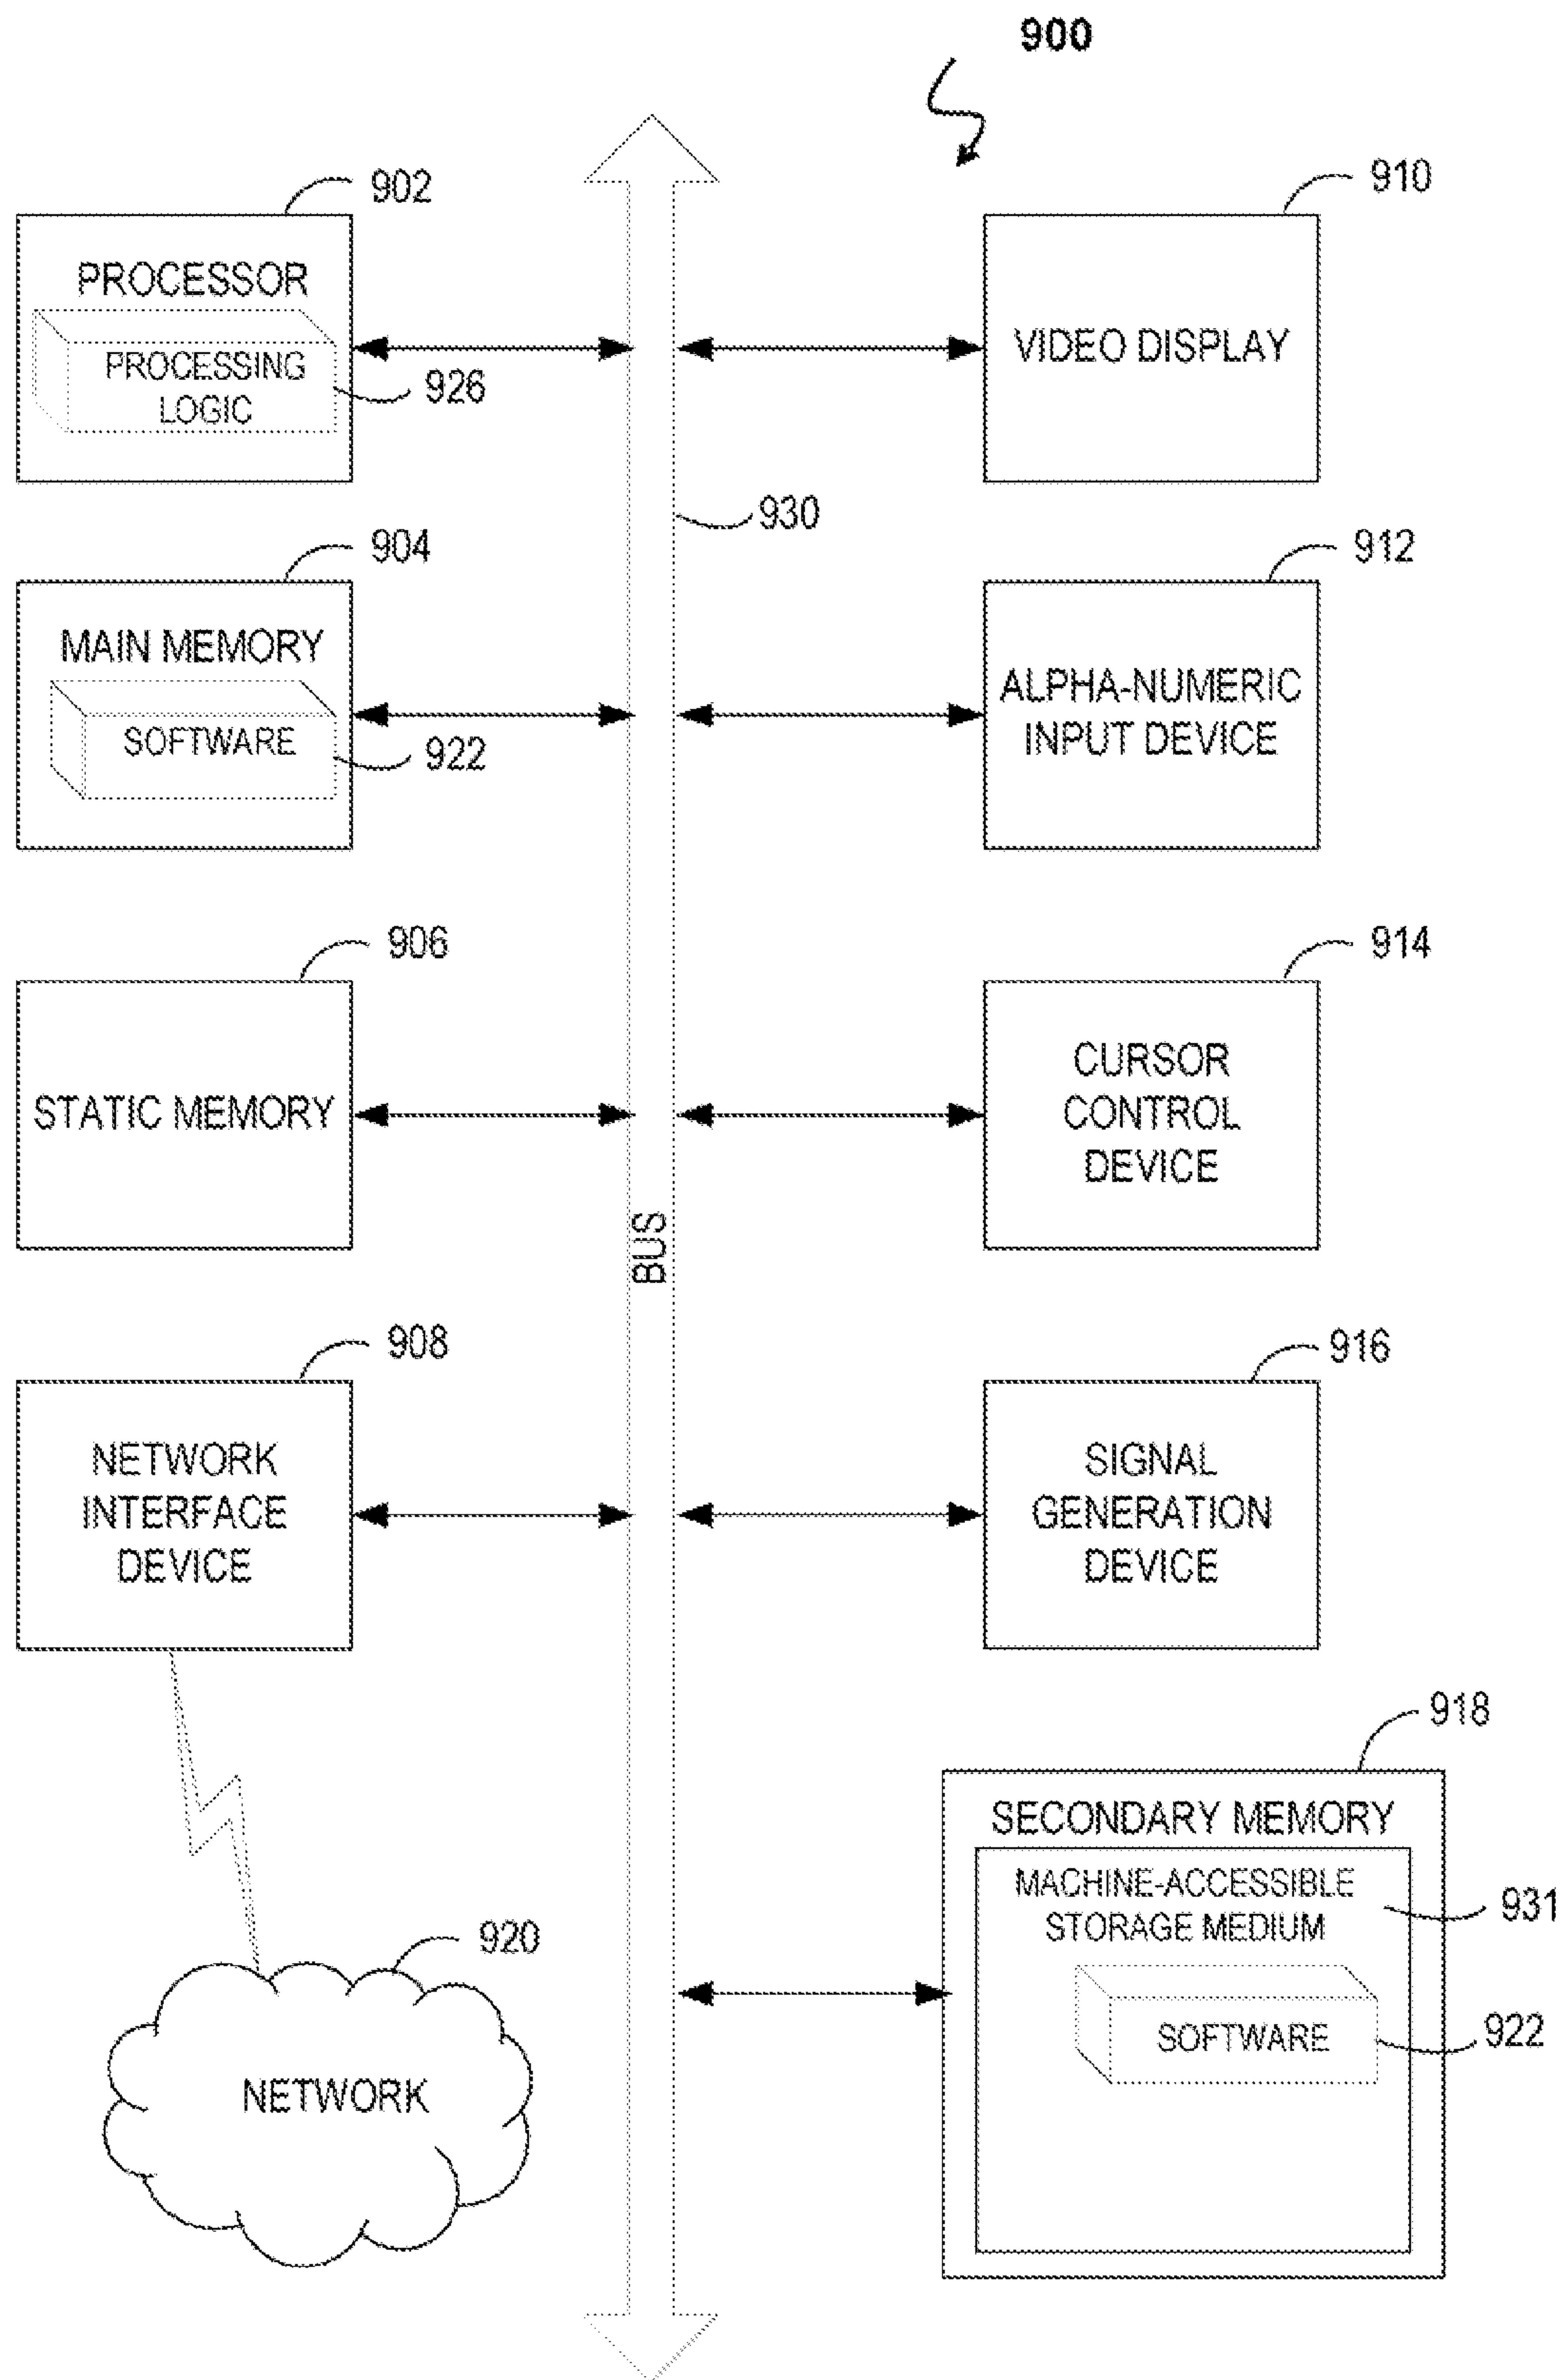 900
902
PROCESSOR
PROCESSING
LOGIC
926
910
VIDEO DISPLAY
930
904
MAIN MEMORY
SOFTWARE
922
912
ALPHA-NUMERIC
INPUT DEVICE
906
STATIC MEMORY
914
CURSOR
CONTROL
DEVICE
BUS
908
NETWORK
INTERFACE
DEVICE
916
SIGNAL
GENERATION
DEVICE
918
SECONDARY MEMORY
MACHINE-ACCESSIBLE
STORAGE MEDIUM
931
SOFTWARE
922
920
NETWORK